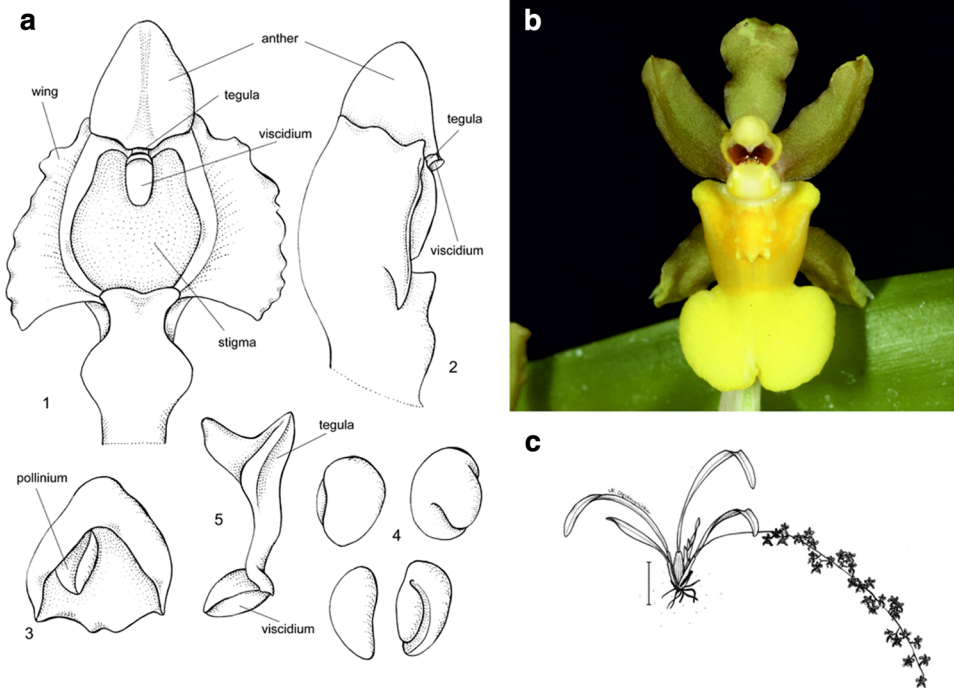 a
b
anther
wing
tegula
viscidium
tegula
viscidium
stigma
1
2
pollinium
tegula
5
4
3
viscidium
c